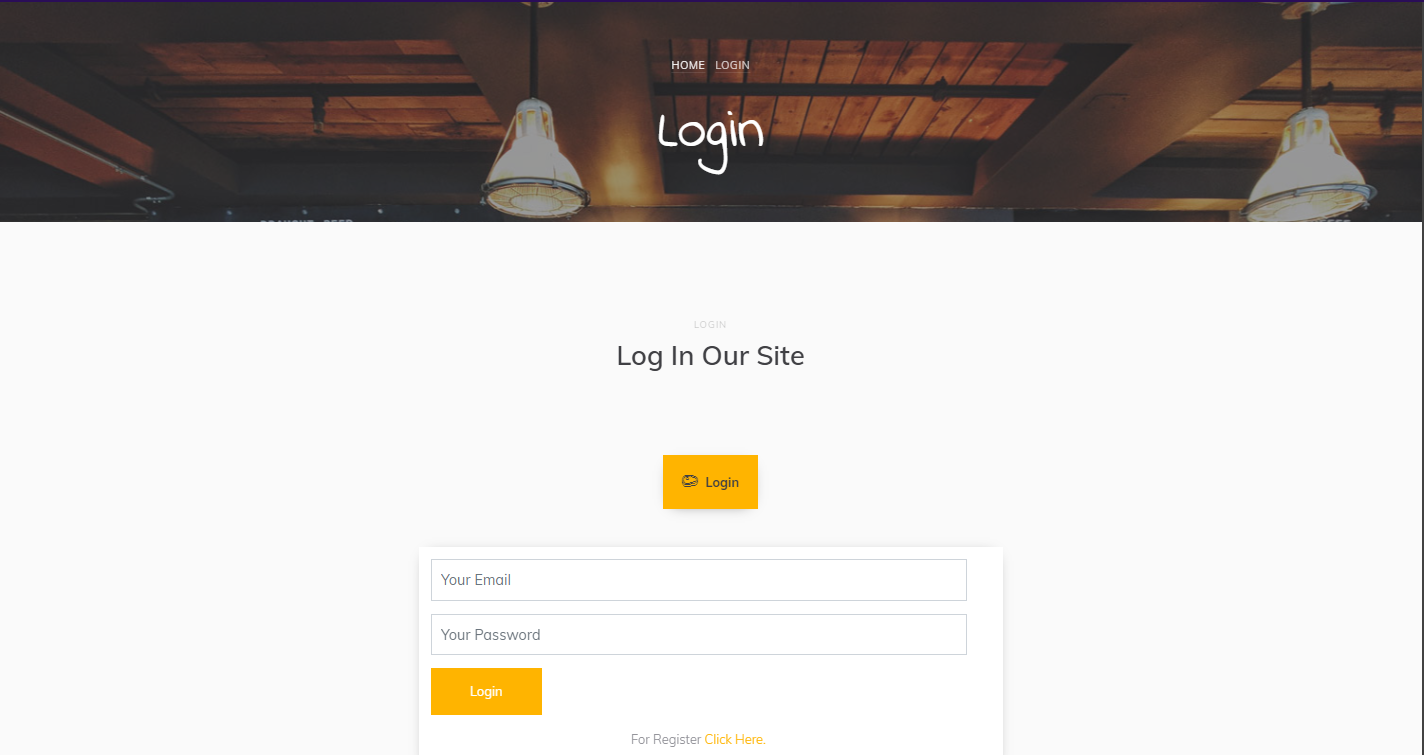 HOME LOGIN
Login
LOGIN
Log In Our Site
Login
Your Email
Your Password
Login
For Register Click Here.